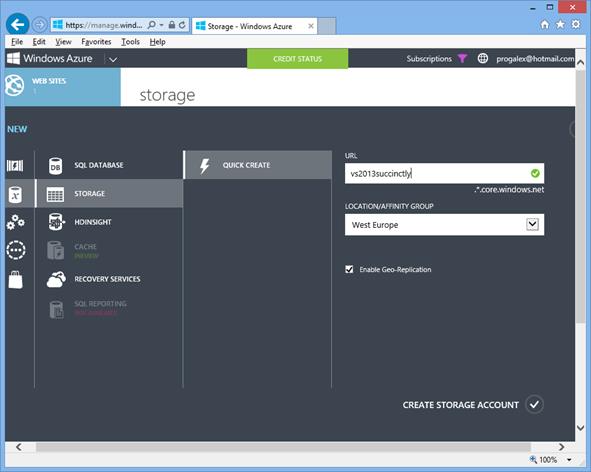 https://manage.wind...
Storage - Windows Azure
File Edit View Favorites Tools Help
Windows Azure
CREDIT STATUS
Subscriptions
progalex@hotmail.com
WEB SITES
1
storage
NEW
SQL DATABASE
QUICK CREATE
URL
vs2013succinctly
.*.core.windows.net
STORAGE
LOCATION/AFFINITY GROUP
West Europe
HDINSIGHT
CACHE
PREVIEW
Enable Geo-Replication
RECOVERY SERVICES
SQL REPORTING
CREATE STORAGE ACCOUNT
100%